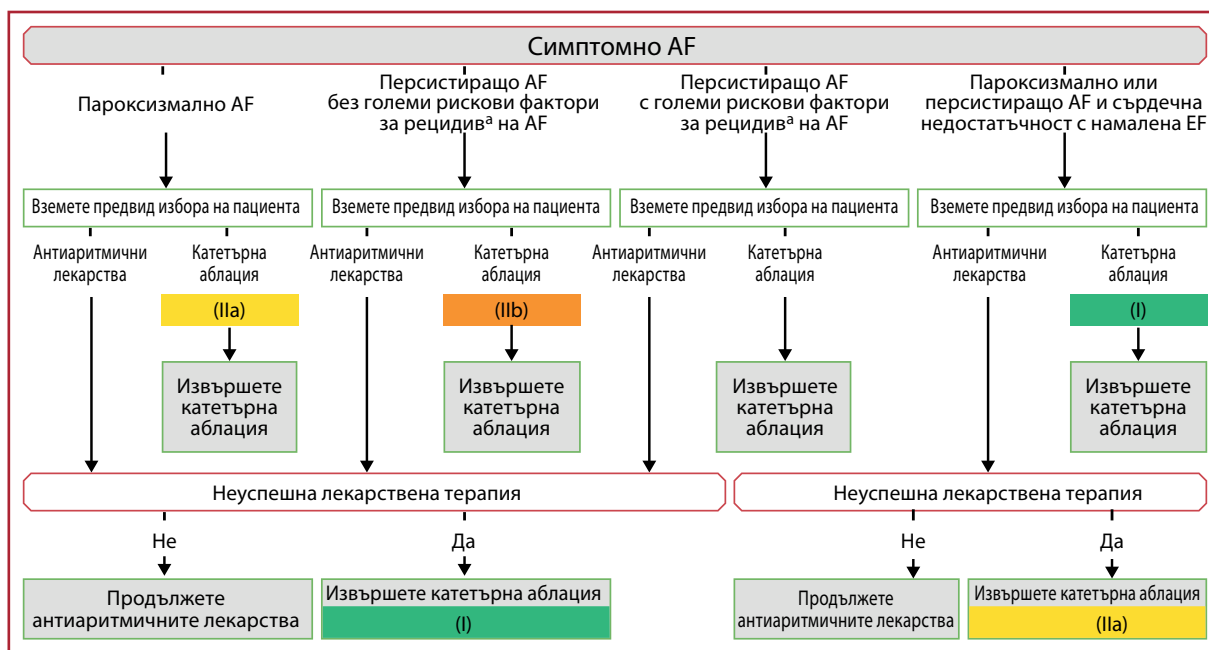 Симптомно AF
Пароксизмално AF
Персистиращо AF
без големи рискови фактори
за рецидивᵃ на AF
Персистиращо AF
с големи рискови фактори
за рецидивᵃ на AF
Пароксизмално или
персистиращо AF и сърдечна
недостатъчност с намалена EF
Вземете предвид избора на пациента
Вземете предвид избора на пациента
Вземете предвид избора на пациента
Вземете предвид избора на пациента
Антиаритмични
лекарства
Катетърна
аблация
Антиаритмични
лекарства
Катетърна
аблация
Антиаритмични
лекарства
Катетърна
аблация
Антиаритмични
лекарства
Катетърна
аблация
(IIa)
(IIb)
(I)
Извършете
катетърна
аблация
Извършете
катетърна
аблация
Извършете
катетърна
аблация
Извършете
катетърна
аблация
Неуспешна лекарствена терапия
Неуспешна лекарствена терапия
Не
Да
Не
Да
Продължете
антиаритмичните лекарства
Извършете катетърна аблация
(I)
Продължете
антиаритмичните лекарства
Извършете катетърна аблация
(IIa)